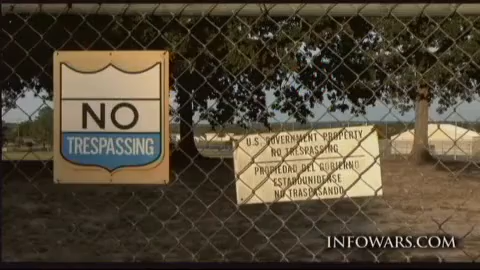 NO
TRESPASSING
U.S. GOVERNMENT PROPERTY
NO TRESPASSING
PROPIEDAD DEL GOBIERNO
ESTADOUNIDENSE
NO TRASPASANDO
INFOWARS.COM